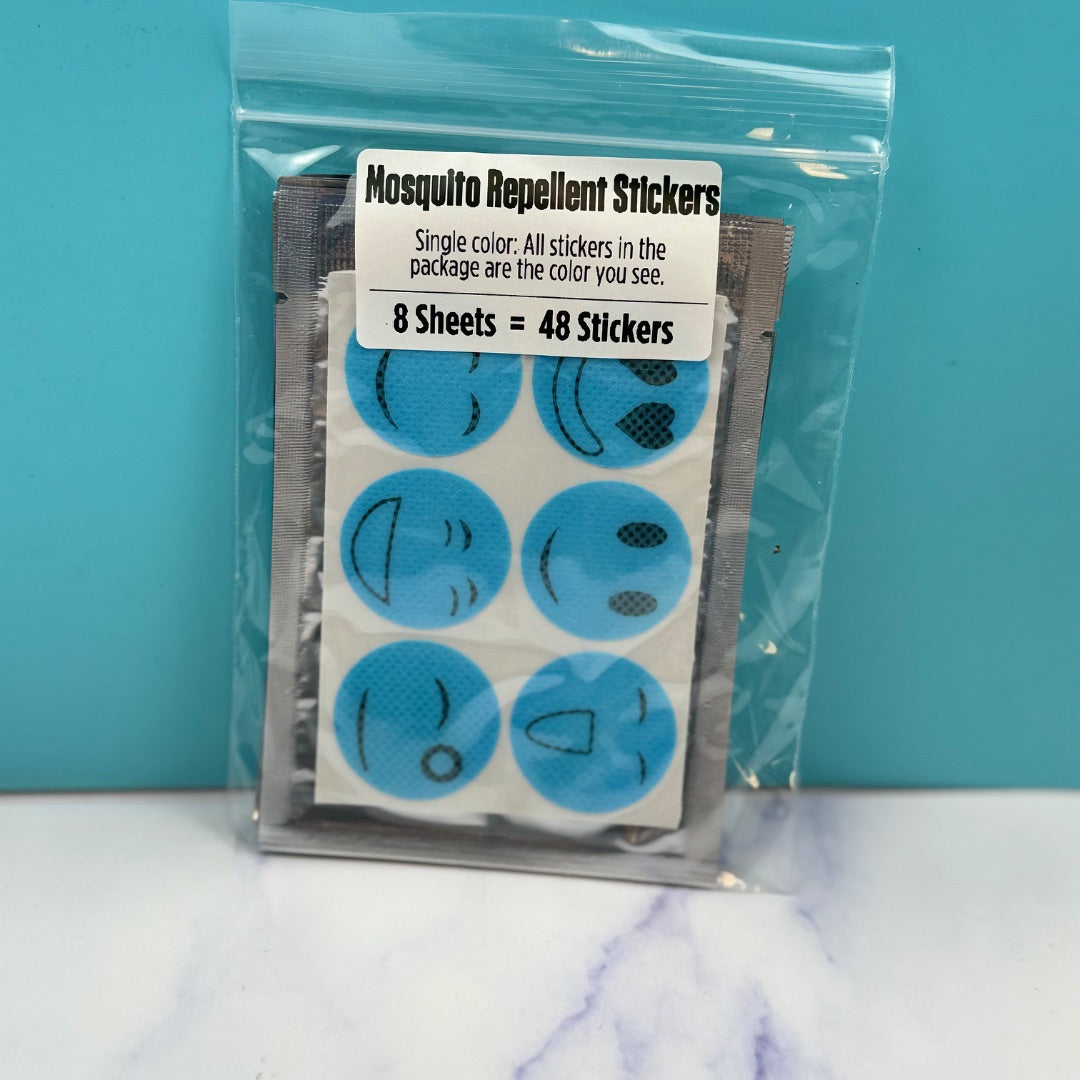 Mosquito Repellent Stickers
Single color: All stickers in the
package are the color you see.
8 Sheets = 48 Stickers